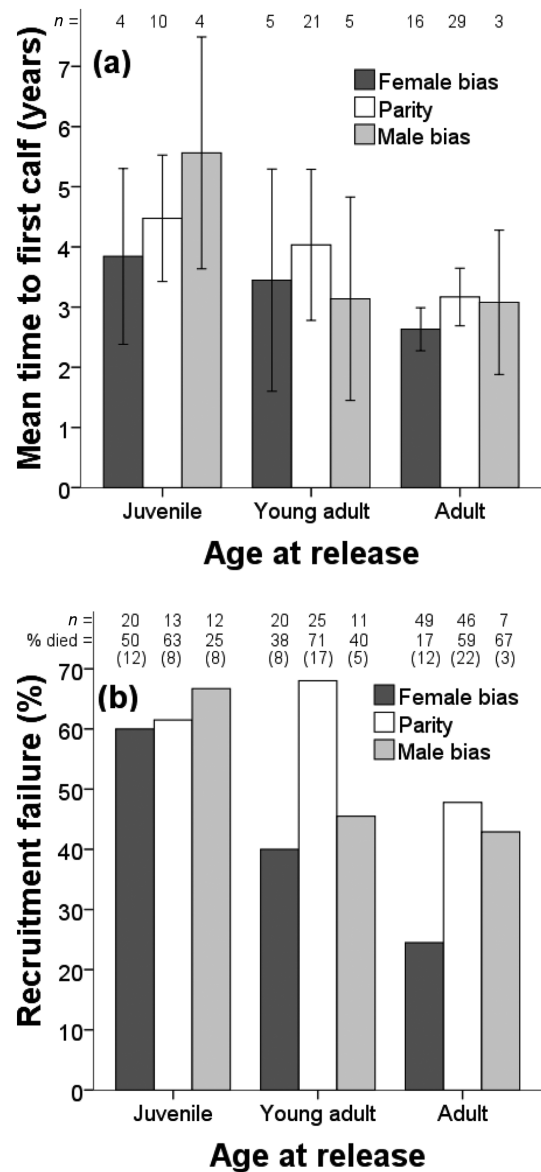 n = 4 10 4 5 21 5 16 29 3
(a)
7
6
5
4
3
2
1
0
Mean time to first calf (years)
Female bias
Parity
Male bias
Juvenile Young adult Adult
Age at release
n = 20 13 12 20 25 11 49 46 7
% died = 50 63 25 38 71 40 17 59 67
(12) (8) (8) (8) (17) (5) (12) (22) (3)
(b)
70
60
50
40
30
20
10
0
Recruitment failure (%)
Female bias
Parity
Male bias
Juvenile Young adult Adult
Age at release